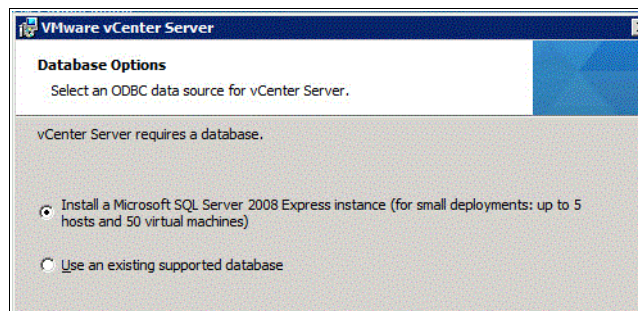 VMware vCenter Server
Database Options
Select an ODBC data source for vCenter Server.
vCenter Server requires a database.
Install a Microsoft SQL Server 2008 Express instance (for small deployments: up to 5
hosts and 50 virtual machines)
Use an existing supported database